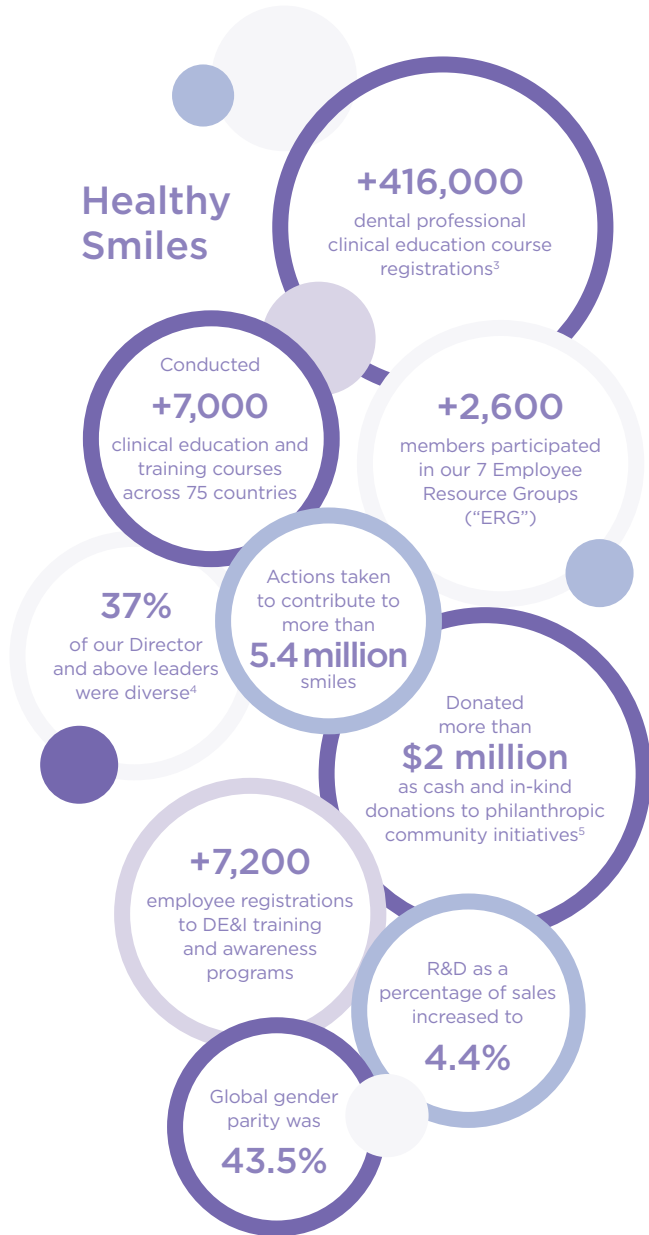 Healthy
Smiles
+416,000
dental professional
clinical education course
registrations³
Conducted
+7,000
clinical education and
training courses
across 75 countries
+2,600
members participated
in our 7 Employee
Resource Groups
(“ERG”)
37%
of our Director
and above leaders
were diverse⁴
Actions taken
to contribute to
more than
5.4 million
smiles
Donated
more than
$2 million
as cash and in-kind
donations to philanthropic
community initiatives⁵
+7,200
employee registrations
to DE&I training
and awareness
programs
R&D as a
percentage of sales
increased to
4.4%
Global gender
parity was
43.5%